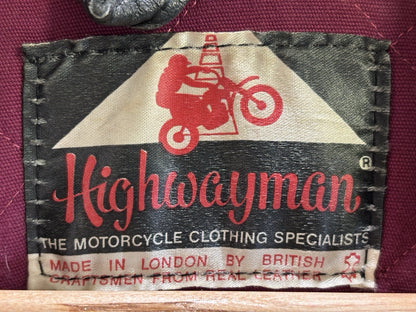 Highwayman ®
THE MOTORCYCLE CLOTHING SPECIALISTS
MADE IN LONDON BY BRITISH
CRAFTSMEN FROM REAL LEATHER